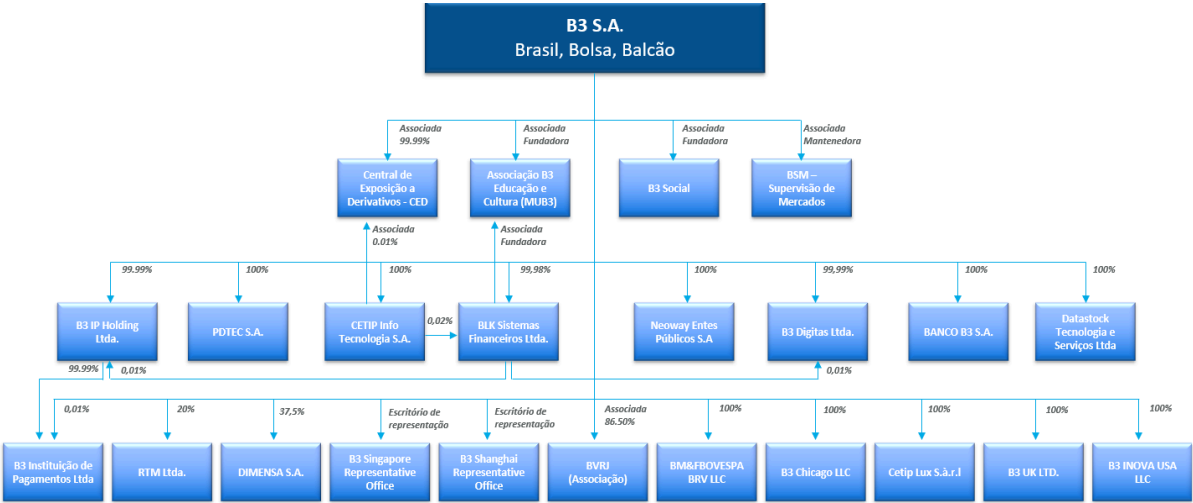 B3 S.A.
Brasil, Bolsa, Balcão
Associada
99.99%
Associada
Fundadora
Associada
Fundadora
Associada
Mantenedora
Central de
Exposição a
Derivativos - CED
Associação B3
Educação e
Cultura (MUB3)
B3 Social
BSM –
Supervisão de
Mercados
Associada
0.01%
Associada
Fundadora
99.99%
100%
100%
99,98%
100%
99,99%
100%
100%
B3 IP Holding
Ltda.
PDTEC S.A.
CETIP Info
Tecnologia S.A.
0,02%
BLK Sistemas
Financeiros Ltda.
Neoway Entes
Públicos S.A
B3 Digitas Ltda.
BANCO B3 S.A.
Datastock
Tecnologia e
Serviços Ltda
99.99%
0,01%
0,01%
0,01%
20%
37,5%
Escritório de
representação
Escritório de
representação
Associada
86.50%
100%
100%
100%
100%
100%
B3 Instituição de
Pagamentos Ltda
RTM Ltda.
DIMENSA S.A.
B3 Singapore
Representative
Office
B3 Shanghai
Representative
Office
BVRJ
(Associação)
BM&FBOVESPA
BRV LLC
B3 Chicago LLC
Cetip Lux S.à.r.l
B3 UK LTD.
B3 INOVA USA
LLC